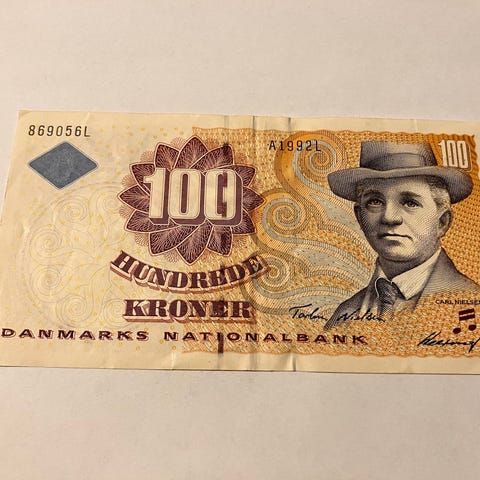 869056L
A1992L
100
100
HUNDREDE
KRONER
CARL NIELSEN
DANMARKS NATIONALBANK